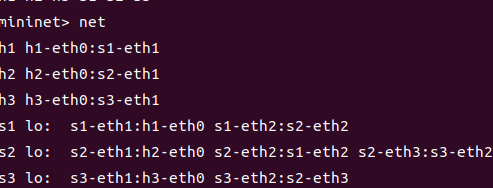 mininet> net
h1 h1-eth0:s1-eth1
h2 h2-eth0:s2-eth1
h3 h3-eth0:s3-eth1
s1 lo:  s1-eth1:h1-eth0 s1-eth2:s2-eth2
s2 lo:  s2-eth1:h2-eth0 s2-eth2:s1-eth2 s2-eth3:s3-eth2
s3 lo:  s3-eth1:h3-eth0 s3-eth2:s2-eth3